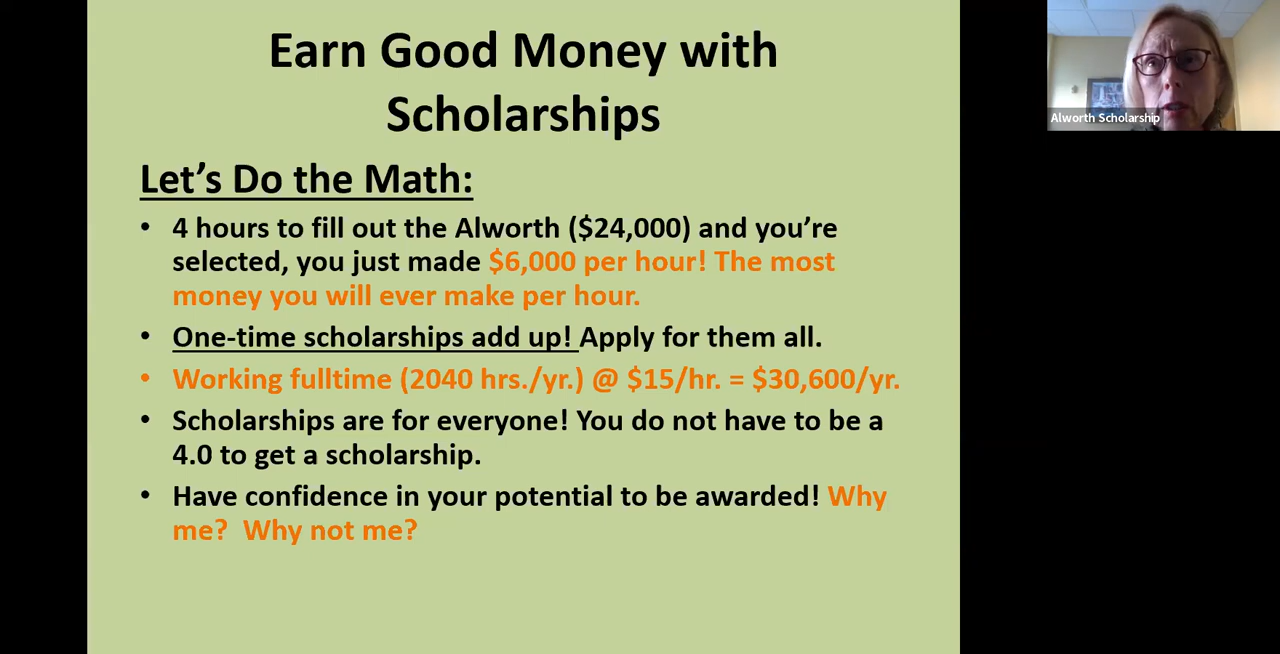 Earn Good Money with
Scholarships
Let's Do the Math:
• 4 hours to fill out the Alworth ($24,000) and you're
selected, you just made $6,000 per hour! The most
money you will ever make per hour.
• One-time scholarships add up! Apply for them all.
• Working fulltime (2040 hrs./yr.) @ $15/hr. = $30,600/yr.
• Scholarships are for everyone! You do not have to be a
4.0 to get a scholarship.
• Have confidence in your potential to be awarded! Why
me?  Why not me?
Alworth Scholarship